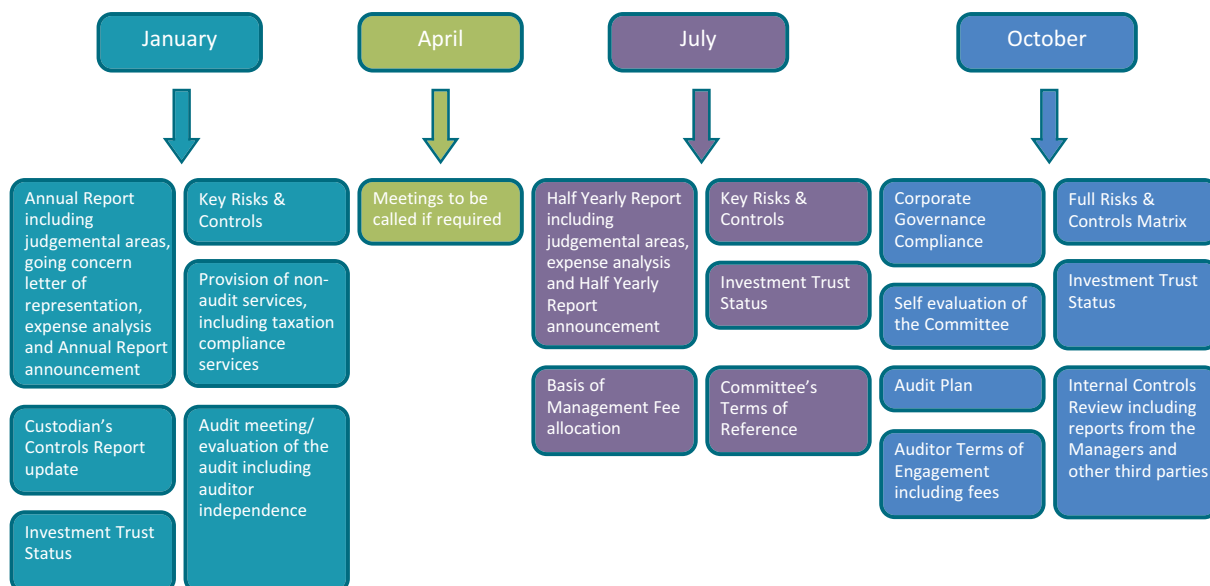 January
April
July
October
Annual Report
including
judgemental areas,
going concern
letter of
representation,
expense analysis
and Annual Report
announcement
Key Risks &
Controls
Provision of non-
audit services,
including taxation
compliance
services
Custodian’s
Controls Report
update
Audit meeting/
evaluation of the
audit including
auditor
independence
Investment Trust
Status
Meetings to be
called if required
Half Yearly Report
including
judgemental areas,
expense analysis
and Half Yearly
Report
announcement
Key Risks &
Controls
Investment Trust
Status
Basis of
Management Fee
allocation
Committee’s
Terms of
Reference
Corporate
Governance
Compliance
Full Risks &
Controls Matrix
Self evaluation of
the Committee
Investment Trust
Status
Audit Plan
Internal Controls
Review including
reports from the
Managers and
other third parties
Auditor Terms of
Engagement
including fees